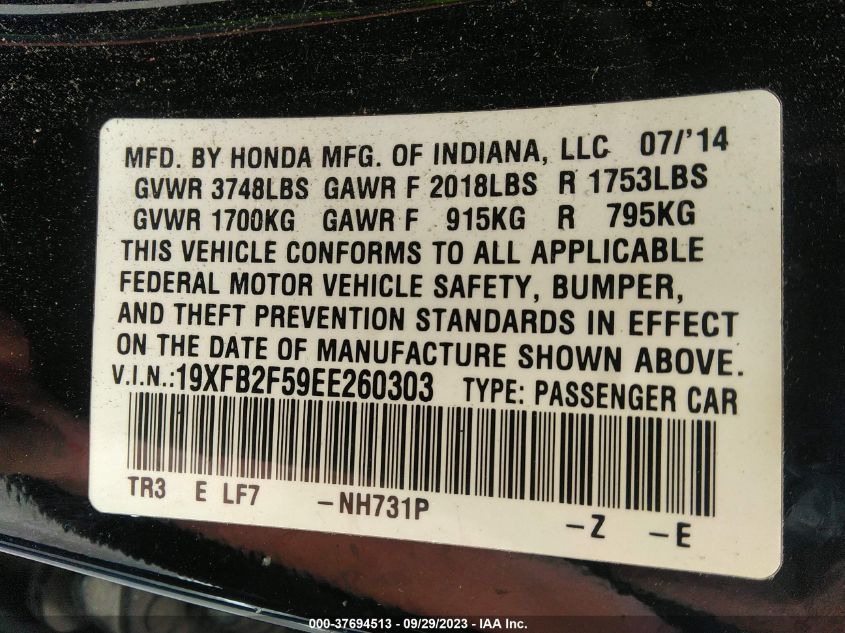 MFD. BY HONDA MFG. OF INDIANA, LLC 07/'14
GVWR 3748LBS GAWR F 2018LBS R 1753LBS
GVWR 1700KG GAWR F 915KG R 795KG
THIS VEHICLE CONFORMS TO ALL APPLICABLE
FEDERAL MOTOR VEHICLE SAFETY, BUMPER,
AND THEFT PREVENTION STANDARDS IN EFFECT
ON THE DATE OF MANUFACTURE SHOWN ABOVE.
V.I.N.:19XFB2F59EE260303 TYPE: PASSENGER CAR
TR3 E LF7 -NH731P -Z -E
000-37694513 - 09/29/2023 - IAA Inc.